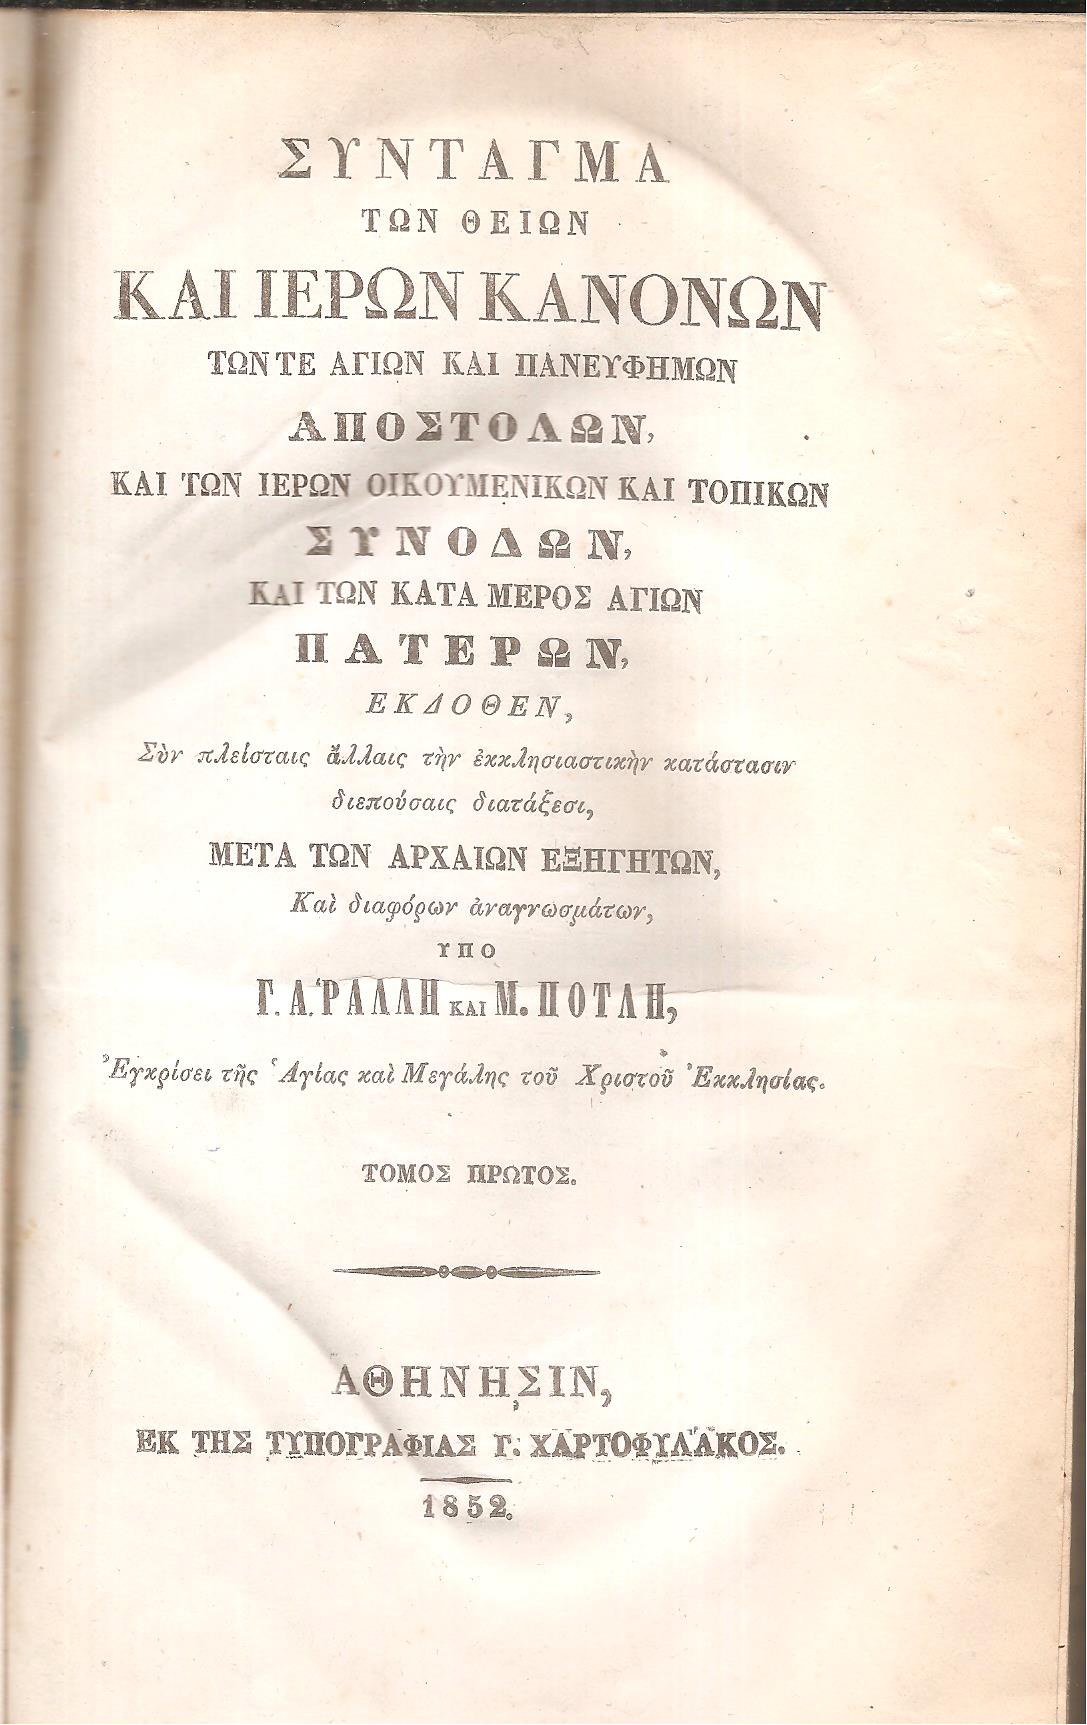 ΣΥΝΤΑΓΜΑ
ΤΩΝ ΘΕΙΩΝ
ΚΑΙ ΙΕΡΩΝ ΚΑΝΟΝΩΝ
ΤΩΝ ΤΕ ΑΓΙΩΝ ΚΑΙ ΠΑΝΕΥΦΗΜΩΝ
ΑΠΟΣΤΟΛΩΝ,
ΚΑΙ ΤΩΝ ΙΕΡΩΝ ΟΙΚΟΥΜΕΝΙΚΩΝ ΚΑΙ ΤΟΠΙΚΩΝ
ΣΥΝΟΔΩΝ,
ΚΑΙ ΤΩΝ ΚΑΤΑ ΜΕΡΟΣ ΑΓΙΩΝ
ΠΑΤΕΡΩΝ,
ΕΚΔΟΘΕΝ,
Σὺν πλείσταις ἄλλαις τὴν ἐκκλησιαστικὴν κατάστασιν
διεπούσαις διατάξεσι,
ΜΕΤΑ ΤΩΝ ΑΡΧΑΙΩΝ ΕΞΗΓΗΤΩΝ,
Καὶ διαφόρων ἀναγνωσμάτων,
ΥΠΟ
Γ. Α. ῬΑΛΛΗ ΚΑΙ Μ. ΠΟΤΛΗ,
Ἐγκρίσει τῆς Ἁγίας καὶ Μεγάλης τοῦ Χριστοῦ Ἐκκλησίας.
ΤΟΜΟΣ ΠΡΩΤΟΣ.
ΑΘΗΝΗΣΙΝ,
ΕΚ ΤΗΣ ΤΥΠΟΓΡΑΦΙΑΣ Γ. ΧΑΡΤΟΦΥΛΑΚΟΣ.
1852.